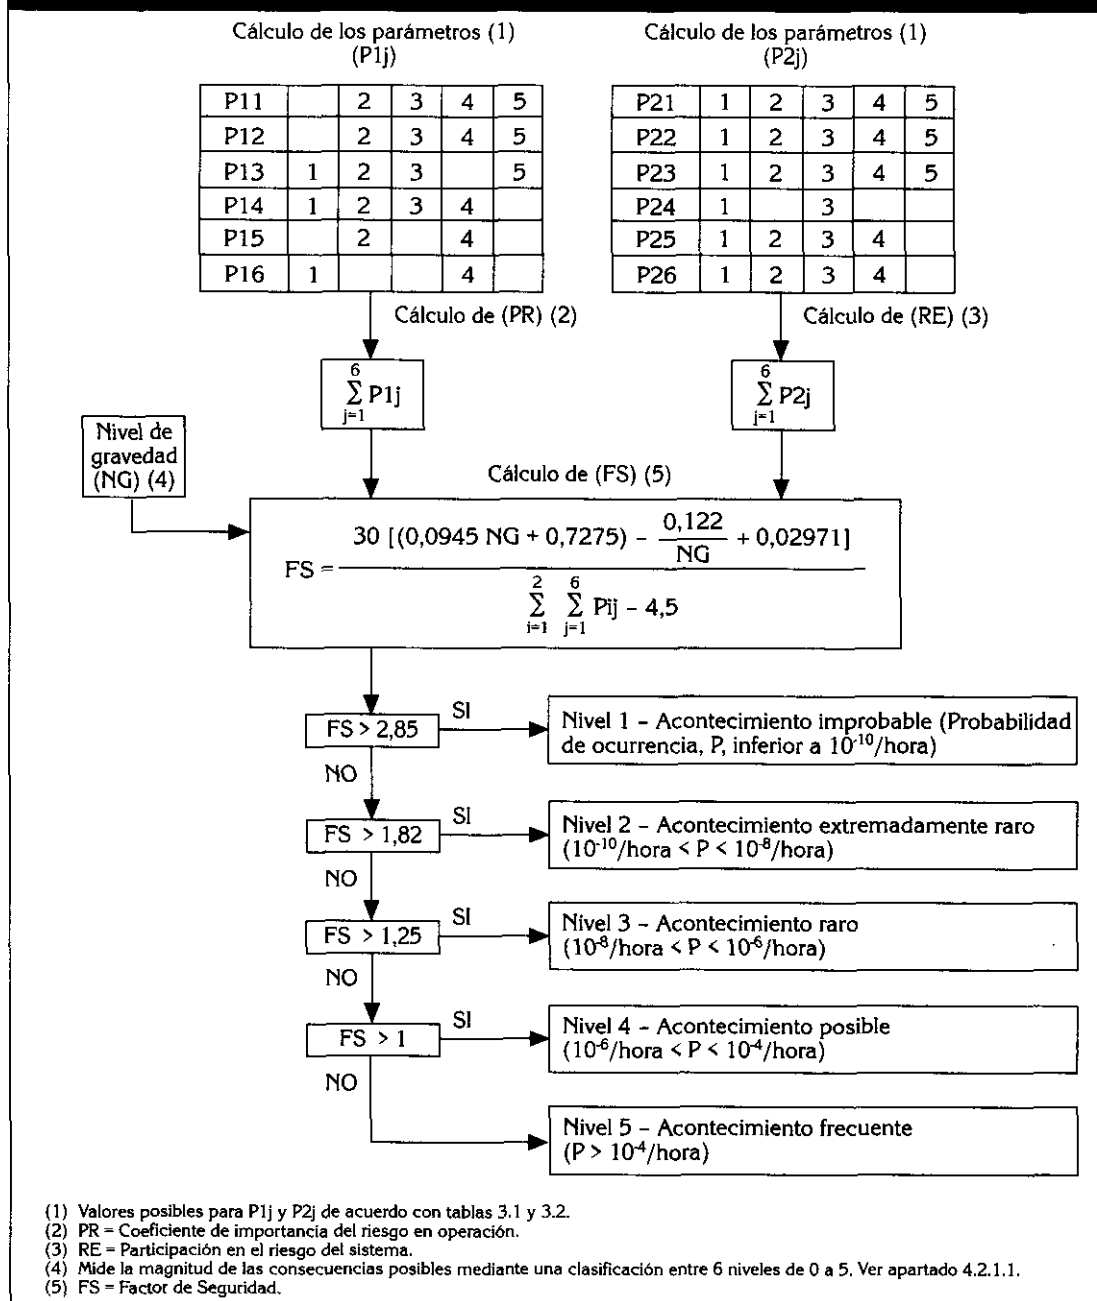 Cálculo de los parámetros (1)
(P1j)
P11 2 3 4 5
P12 2 3 4 5
P13 1 2 3 5
P14 1 2 3 4
P15 2 4
P16 1 4
Cálculo de los parámetros (1)
(P2j)
P21 1 2 3 4 5
P22 1 2 3 4 5
P23 1 2 3 4 5
P24 1 3
P25 1 2 3 4
P26 1 2 3 4
Cálculo de (PR) (2)
Cálculo de (RE) (3)
6
Σ P1j
j=1
6
Σ P2j
j=1
Nivel de
gravedad
(NG) (4)
Cálculo de (FS) (5)
FS = 30 [(0,0945 NG + 0,7275) – 0,122/NG + 0,02971]
2 6
Σ Σ Pij – 4,5
i=1 j=1
FS > 2,85
SI
Nivel 1 – Acontecimiento improbable (Probabilidad
de ocurrencia, P, inferior a 10⁻¹⁰/hora)
NO
FS > 1,82
SI
Nivel 2 – Acontecimiento extremadamente raro
(10⁻¹⁰/hora < P < 10⁻⁸/hora)
NO
FS > 1,25
SI
Nivel 3 – Acontecimiento raro
(10⁻⁸/hora < P < 10⁻⁶/hora)
NO
FS > 1
SI
Nivel 4 – Acontecimiento posible
(10⁻⁶/hora < P < 10⁻⁴/hora)
NO
Nivel 5 – Acontecimiento frecuente
(P > 10⁻⁴/hora)
(1) Valores posibles para P1j y P2j de acuerdo con tablas 3.1 y 3.2.
(2) PR = Coeficiente de importancia del riesgo en operación.
(3) RE = Participación en el riesgo del sistema.
(4) Mide la magnitud de las consecuencias posibles mediante una clasificación entre 6 niveles de 0 a 5. Ver apartado 4.2.1.1.
(5) FS = Factor de Seguridad.